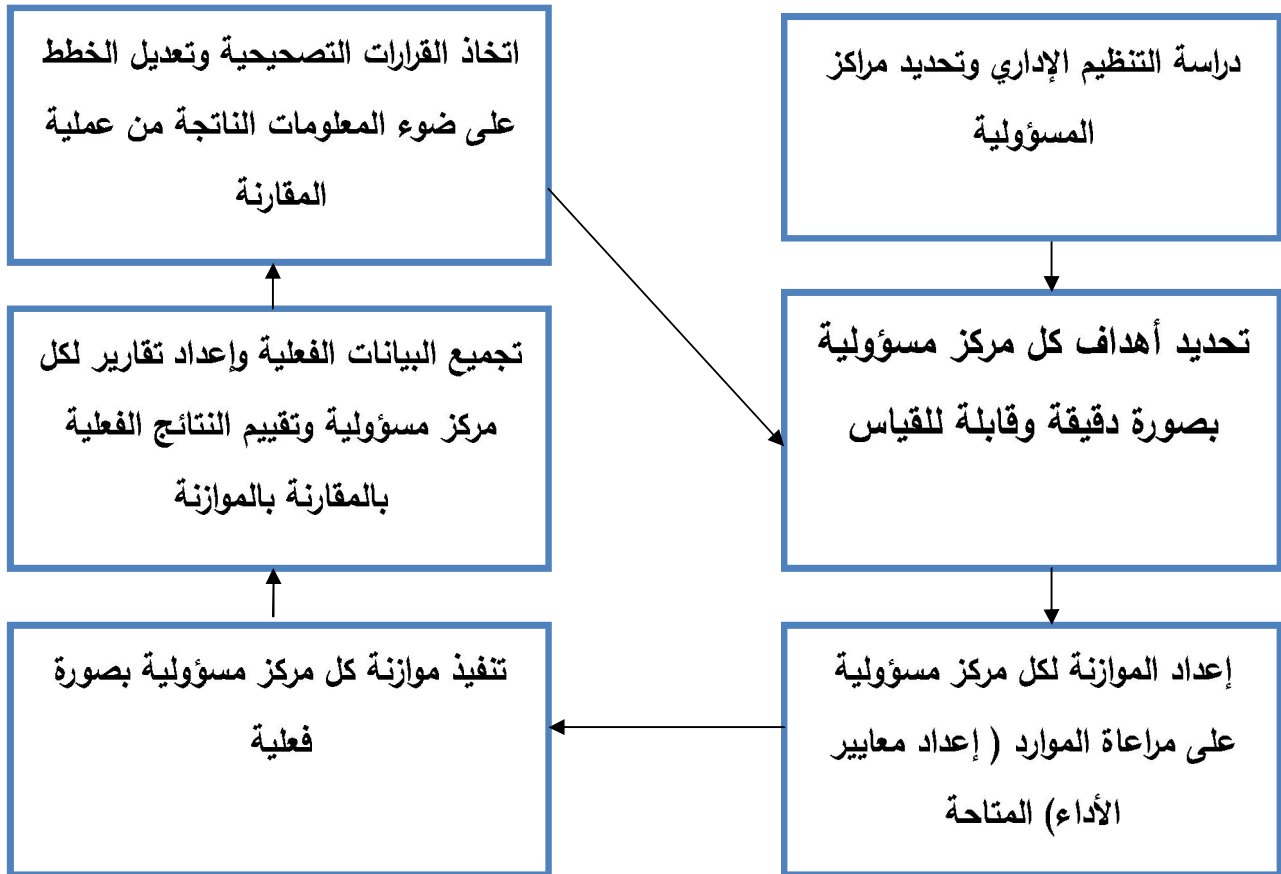 دراسة التنظيم الإداري وتحديد مراكز
المسؤولية
تحديد أهداف كل مركز مسؤولية
بصورة دقيقة وقابلة للقياس
إعداد الموازنة لكل مركز مسؤولية
على مراعاة الموارد ( إعداد معايير
الأداء) المتاحة
تنفيذ موازنة كل مركز مسؤولية بصورة
فعلية
تجميع البيانات الفعلية وإعداد تقارير لكل
مركز مسؤولية وتقييم النتائج الفعلية
بالمقارنة بالموازنة
اتخاذ القرارات التصحيحية وتعديل الخطط
على ضوء المعلومات الناتجة من عملية
المقارنة